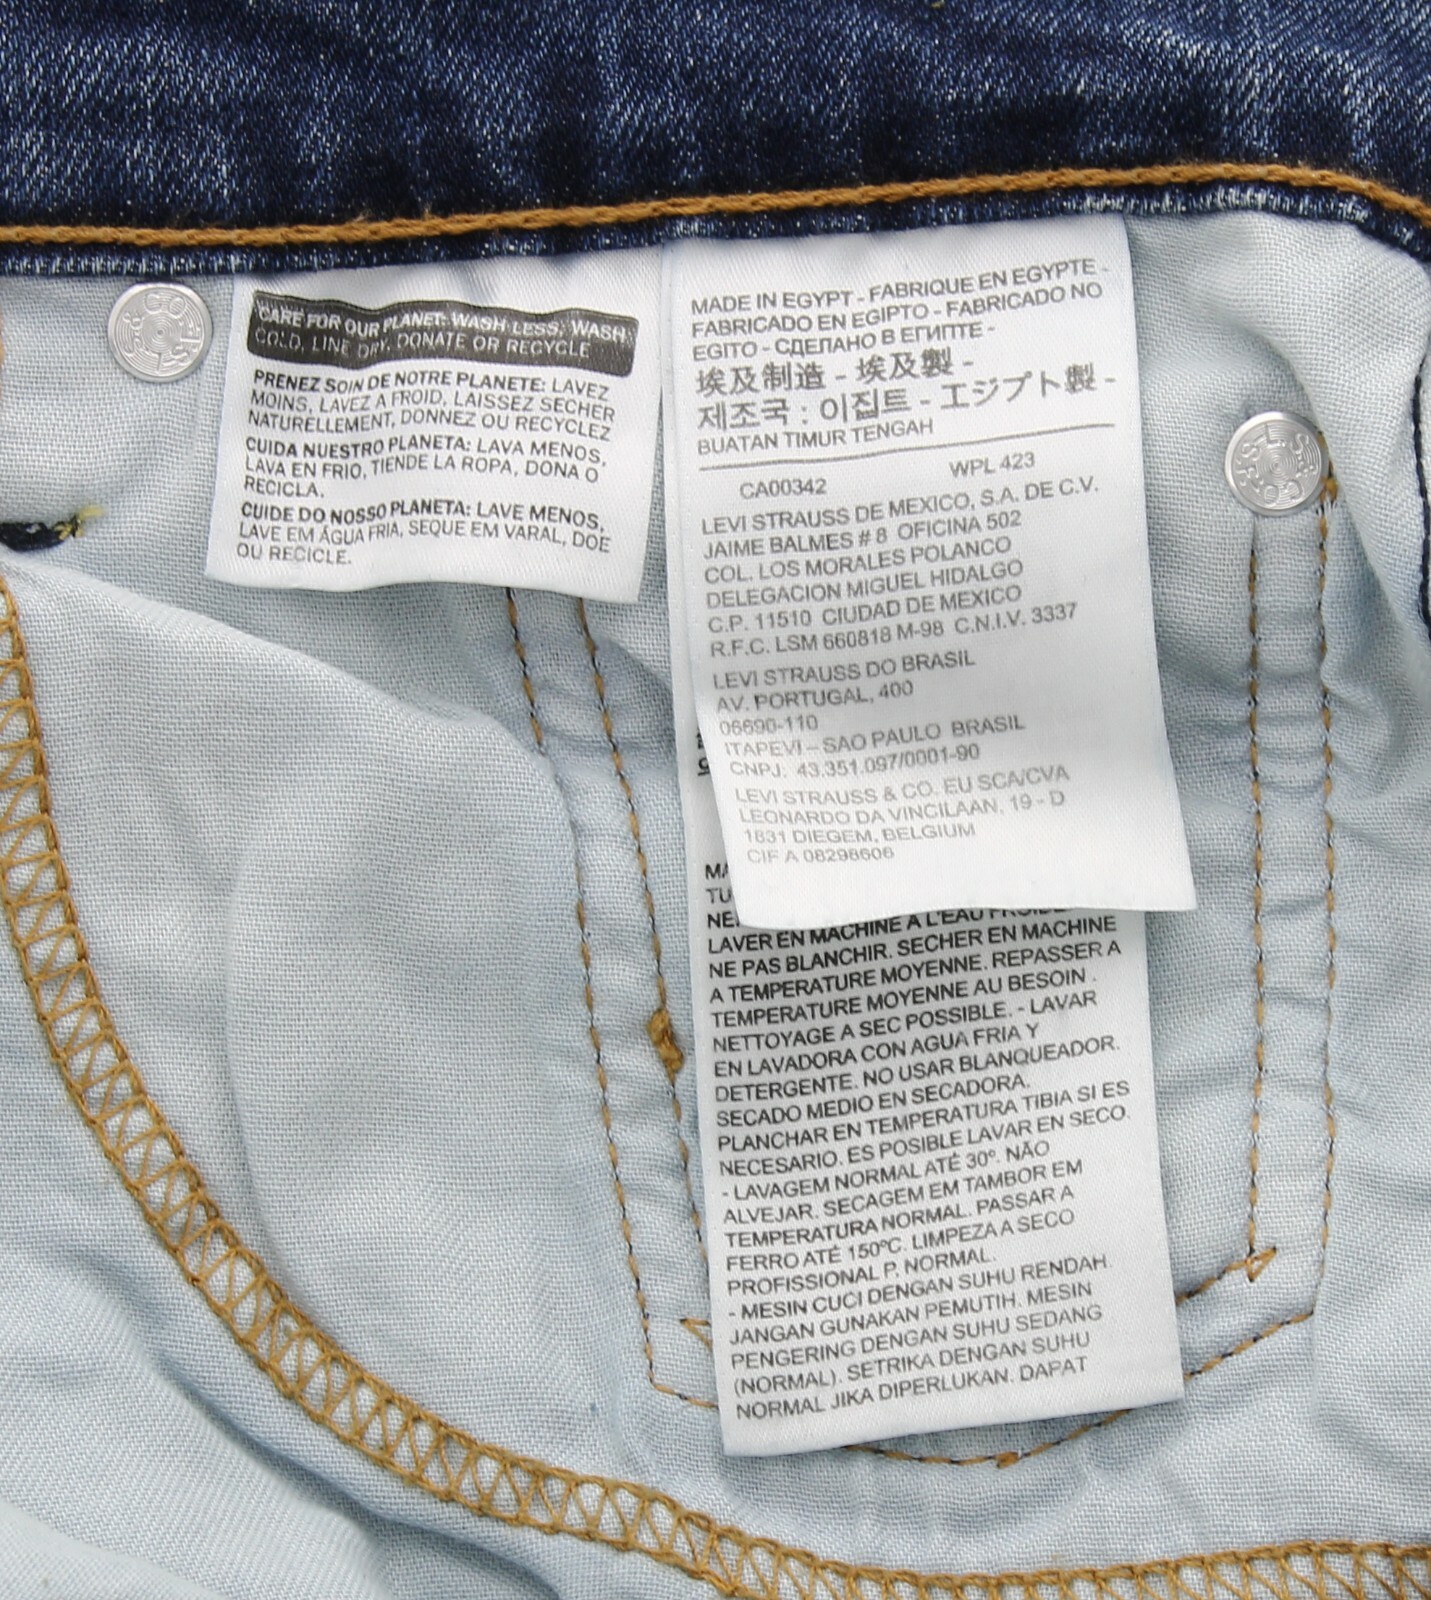 CARE FOR OUR PLANET: WASH LESS, WASH
COLD, LINE DRY, DONATE OR RECYCLE
PRENEZ SOIN DE NOTRE PLANETE: LAVEZ
MOINS, LAVEZ A FROID, LAISSEZ SECHER
NATURELLEMENT, DONNEZ OU RECYCLEZ
CUIDA NUESTRO PLANETA: LAVA MENOS,
LAVA EN FRIO, TIENDE LA ROPA, DONA O
RECICLA.
CUIDE DO NOSSO PLANETA: LAVE MENOS,
LAVE EM ÁGUA FRIA, SEQUE EM VARAL, DOE
OU RECICLE.
MADE IN EGYPT - FABRIQUE EN EGYPTE -
FABRICADO EN EGIPTO - FABRICADO NO
EGITO - СДЕЛАНО В ЕГИПТЕ -
埃及制造 - 埃及製 -
제조국 : 이집트 - エジプト製 -
BUATAN TIMUR TENGAH
CA00342 WPL 423
LEVI STRAUSS DE MEXICO, S.A. DE C.V.
JAIME BALMES # 8 OFICINA 502
COL. LOS MORALES POLANCO
DELEGACION MIGUEL HIDALGO
C.P. 11510 CIUDAD DE MEXICO
R.F.C. LSM 660818 M-98 C.N.I.V. 3337
LEVI STRAUSS DO BRASIL
AV. PORTUGAL, 400
06690-110
ITAPEVI – SAO PAULO BRASIL
CNPJ: 43.351.097/0001-90
LEVI STRAUSS & CO. EU SCA/CVA
LEONARDO DA VINCILAAN, 19 - D
1831 DIEGEM, BELGIUM
CIF A 08298606
MA
TU
NE
LAVER EN MACHINE A L'EAU FROIDE
NE PAS BLANCHIR. SECHER EN MACHINE
A TEMPERATURE MOYENNE. REPASSER A
TEMPERATURE MOYENNE AU BESOIN .
NETTOYAGE A SEC POSSIBLE. - LAVAR
EN LAVADORA CON AGUA FRIA Y
DETERGENTE. NO USAR BLANQUEADOR.
SECADO MEDIO EN SECADORA.
PLANCHAR EN TEMPERATURA TIBIA SI ES
NECESARIO. ES POSIBLE LAVAR EN SECO.
- LAVAGEM NORMAL ATÉ 30º. NÃO
ALVEJAR. SECAGEM EM TAMBOR EM
TEMPERATURA NORMAL. PASSAR A
FERRO ATÉ 150ºC. LIMPEZA A SECO
PROFISSIONAL P, NORMAL.
- MESIN CUCI DENGAN SUHU RENDAH.
JANGAN GUNAKAN PEMUTIH. MESIN
PENGERING DENGAN SUHU SEDANG
(NORMAL). SETRIKA DENGAN SUHU
NORMAL JIKA DIPERLUKAN. DAPAT